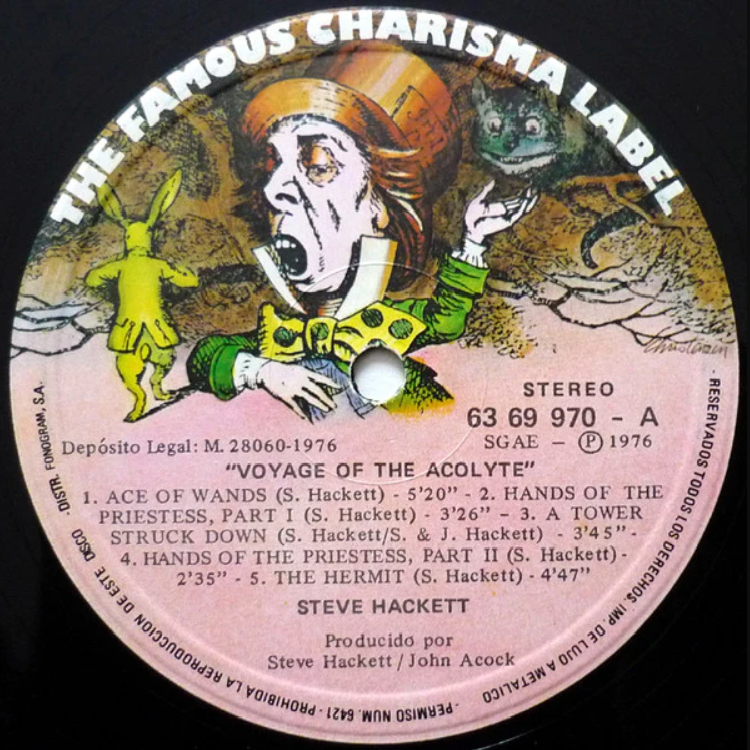 THE FAMOUS CHARISMA LABEL
STEREO
63 69 970 - A
Depósito Legal: M. 28060-1976
SGAE - Ⓟ 1976
"VOYAGE OF THE ACOLYTE"
1. ACE OF WANDS (S. Hackett) - 5'20" - 2. HANDS OF THE
PRIESTESS, PART I (S. Hackett) - 3'26" - 3. A TOWER
STRUCK DOWN (S. Hackett/S. & J. Hackett) - 3'45" -
4. HANDS OF THE PRIESTESS, PART II (S. Hackett) -
2'35" - 5. THE HERMIT (S. Hackett) - 4'47"
STEVE HACKETT
Producido por
Steve Hackett / John Acock
- RESERVADOS TODOS LOS DERECHOS. IMP. DE LUJO A METALICO
- PERMISO NUM. 6421 - PROHIBIDA LA REPRODUCCION DE ESTE DISCO - DISTR. FONOGRAM, S.A.